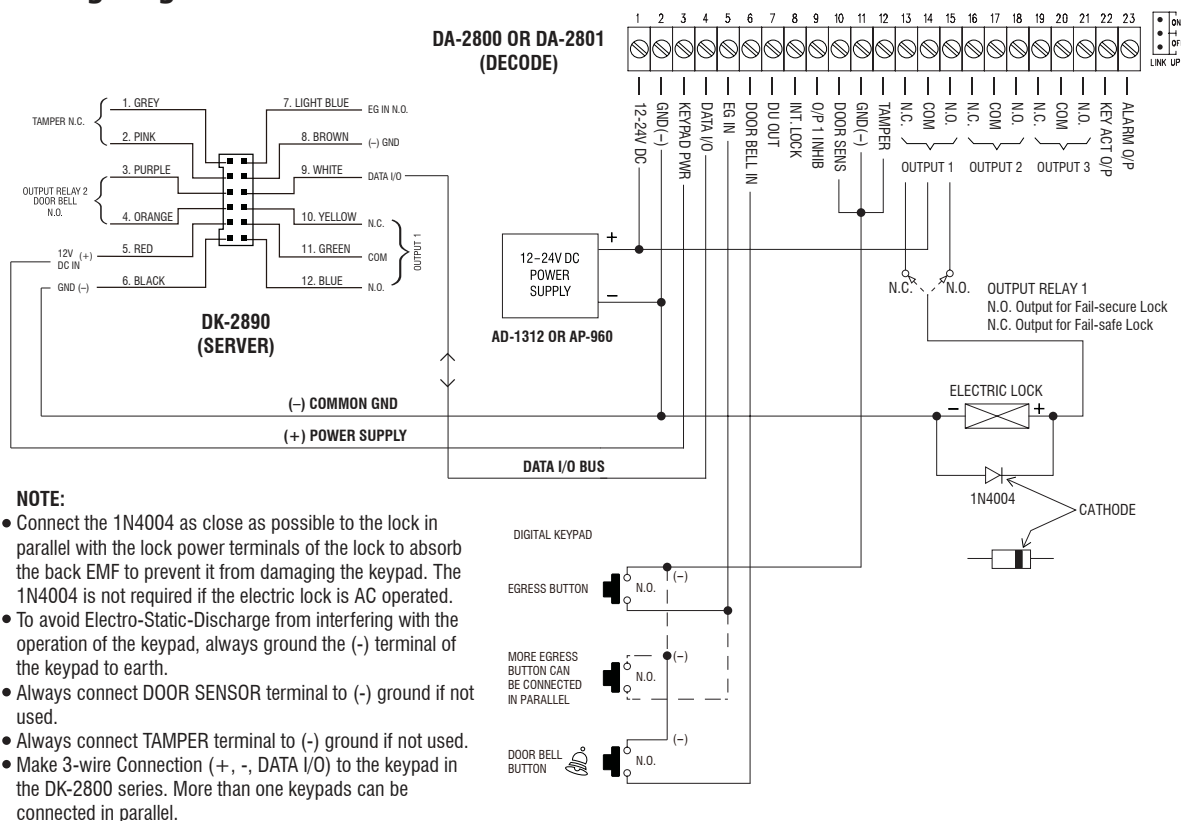 DA-2800 OR DA-2801
(DECODE)
1 2 3 4 5 6 7 8 9 10 11 12 13 14 15 16 17 18 19 20 21 22 23
ON
LINK UP
12-24V DC
GND(–)
KEYPAD PWR
DATA I/O
EG IN
DOOR BELL IN
DU OUT
INT. LOCK
O/P 1 INHIB
DOOR SENS
GND(–)
TAMPER
N.C.
COM
N.O.
N.C.
COM
N.O.
N.C.
COM
N.O.
KEY ACT O/P
ALARM O/P
OUTPUT 1 OUTPUT 2 OUTPUT 3
TAMPER N.C.
1. GREY
2. PINK
3. PURPLE
OUTPUT RELAY 2
DOOR BELL
N.O.
4. ORANGE
12V (+)
DC IN
5. RED
GND (–)
6. BLACK
7. LIGHT BLUE EG IN N.O.
8. BROWN (–) GND
9. WHITE DATA I/O
10. YELLOW N.C.
11. GREEN COM
12. BLUE N.O.
OUTPUT 1
DK-2890
(SERVER)
12–24V DC
POWER
SUPPLY
+
–
AD-1312 OR AP-960
N.C. N.O.
OUTPUT RELAY 1
N.O. Output for Fail-secure Lock
N.C. Output for Fail-safe Lock
ELECTRIC LOCK
– +
1N4004
CATHODE
(–) COMMON GND
(+) POWER SUPPLY
DATA I/O BUS
NOTE:
• Connect the 1N4004 as close as possible to the lock in
parallel with the lock power terminals of the lock to absorb
the back EMF to prevent it from damaging the keypad. The
1N4004 is not required if the electric lock is AC operated.
• To avoid Electro-Static-Discharge from interfering with the
operation of the keypad, always ground the (-) terminal of
the keypad to earth.
• Always connect DOOR SENSOR terminal to (-) ground if not
used.
• Always connect TAMPER terminal to (-) ground if not used.
• Make 3-wire Connection (+, -, DATA I/O) to the keypad in
the DK-2800 series. More than one keypads can be
connected in parallel.
DIGITAL KEYPAD
EGRESS BUTTON
N.O.
(–)
MORE EGRESS
BUTTON CAN
BE CONNECTED
IN PARALLEL
N.O.
(–)
DOOR BELL
BUTTON
N.O.
(–)